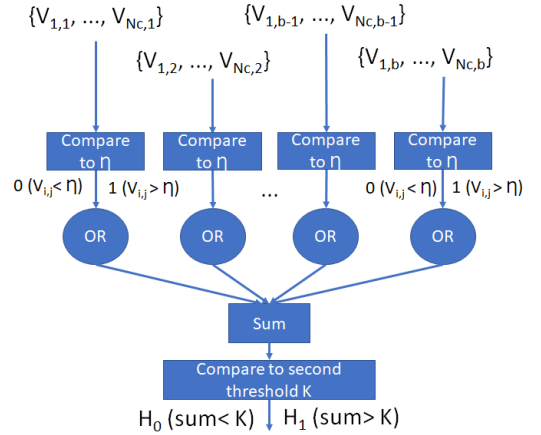 {V1,1, ..., VNc,1}
{V1,b-1, ..., VNc,b-1}
{V1,2, ..., VNc,2}
{V1,b, ..., VNc,b}
Compare
to η
Compare
to η
Compare
to η
Compare
to η
0 (Vi,j< η)
1 (Vi,j> η)
0 (Vi,j< η)
1 (Vi,j> η)
...
OR
OR
OR
OR
Sum
Compare to second
threshold K
H0 (sum< K)
H1 (sum> K)